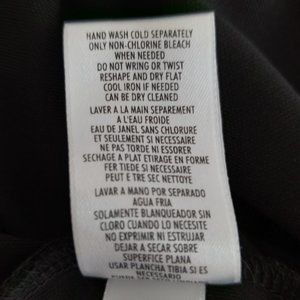 HAND WASH COLD SEPARATELY
ONLY NON-CHLORINE BLEACH
WHEN NEEDED
DO NOT WRING OR TWIST
RESHAPE AND DRY FLAT
COOL IRON IF NEEDED
CAN BE DRY CLEANED
LAVER A LA MAIN SEPAREMENT
A L'EAU FROIDE
EAU DE JANEL SANS CHLORURE
ET SEULEMENT SI NECESSAIRE
NE PAS TORDE NI ESSORER
SECHAGE A PLAT ETIRAGE EN FORME
FER TIEDE SI NECESSAIRE
PEUT E TRE SEC NETTOYE
LAVAR A MANO POR SEPARADO
AGUA FRIA
SOLAMENTE BLANQUEADOR SIN
CLORO CUANDO LO NECESITE
NO EXPRIMIR NI ESTRUJAR
DEJAR A SECAR SOBRE
SUPERFICE PLANA
USAR PLANCHA TIBIA SI ES